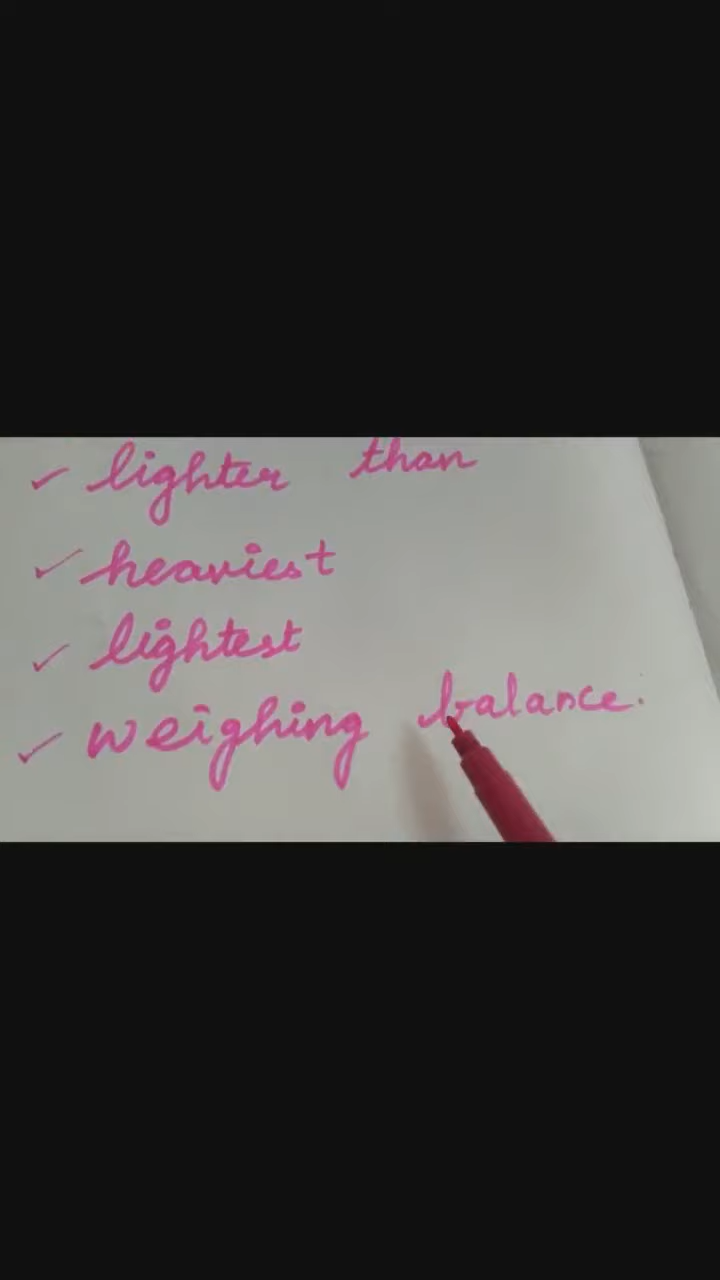 ✓ lighter than
✓ heaviest
✓ lightest
✓ weighing balance.